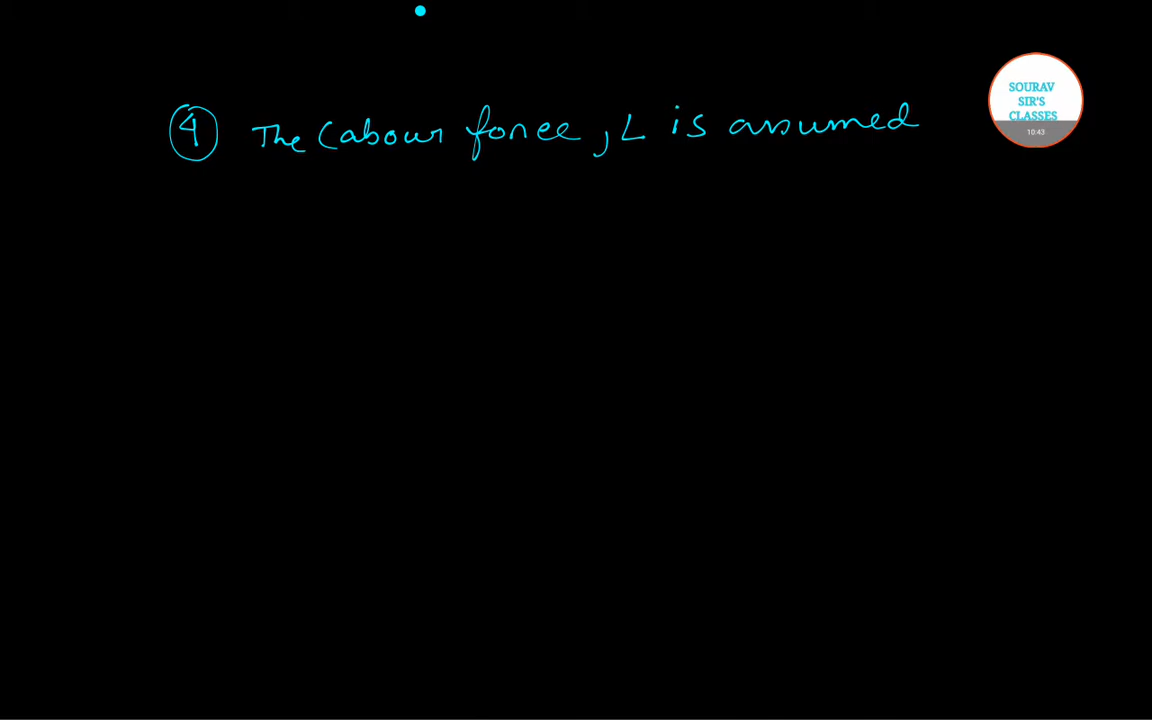 ④ The Labour force, L is assumed
SOURAV
SIR'S
CLASSES
10:43